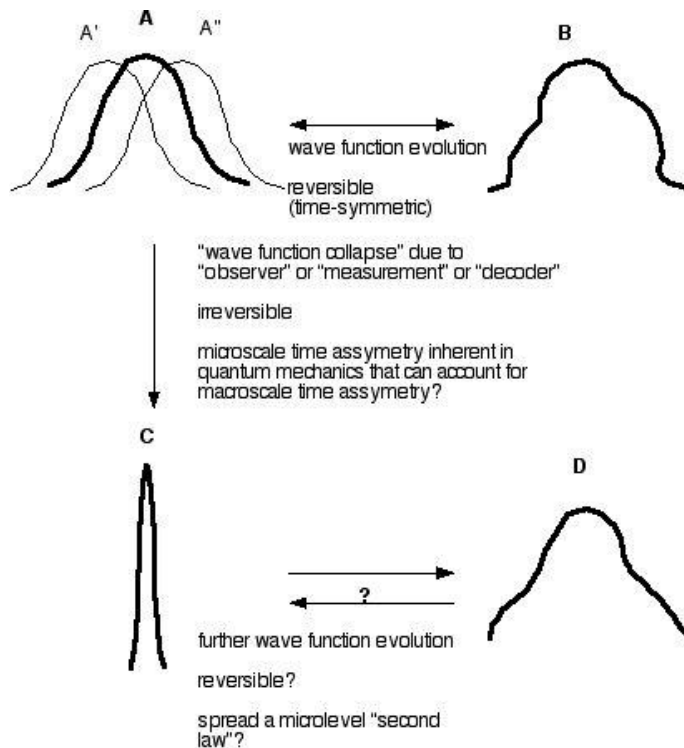 A' A A" B
wave function evolution
reversible
(time-symmetric)
"wave function collapse" due to
"observer" or "measurement" or "decoder"
irreversible
microscale time assymetry inherent in
quantum mechanics that can account for
macroscale time assymetry?
C
D
?
further wave function evolution
reversible?
spread a microlevel "second
law"?